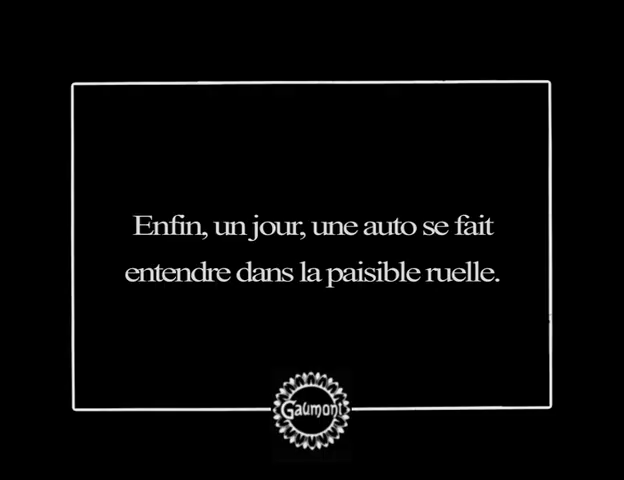 Enfin, un jour, une auto se fait
entendre dans la paisible ruelle.
Gaumont